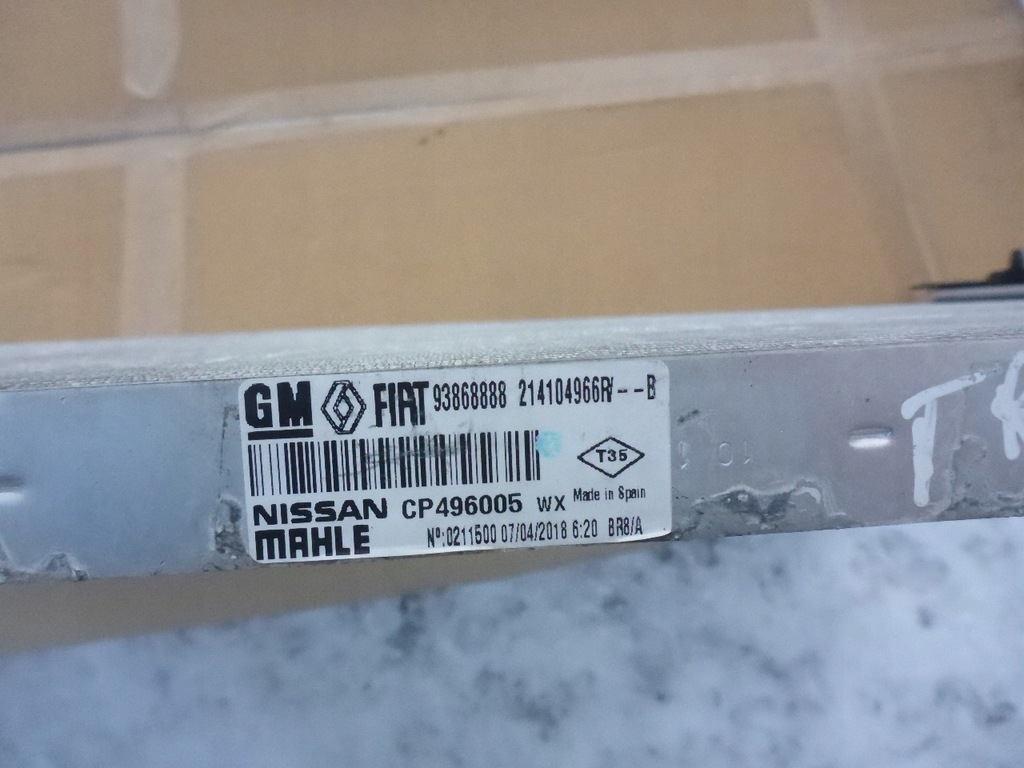 GM FIAT 93868888 214104966R/---B
T35
NISSAN CP496005 WX Made in Spain
MAHLE Nº:0211500 07/04/2018 6:20 BR8/A